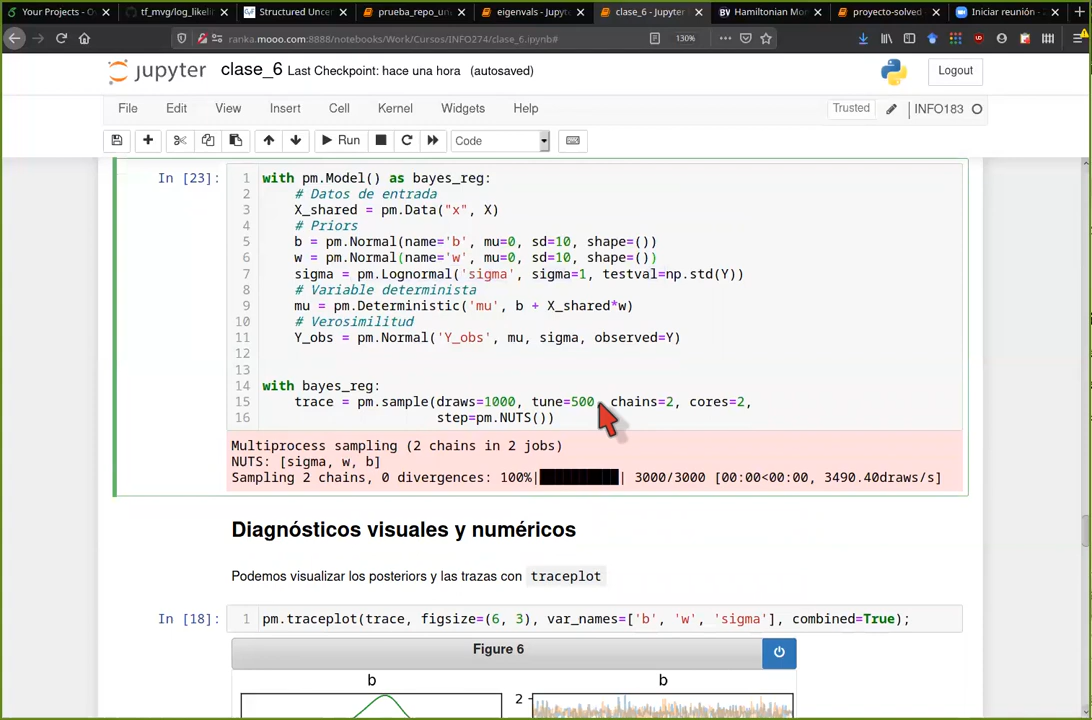 Your Projects - O
tf_mvg/log_likeli
Structured Uncer
prueba_repo_un
eigenvals - Jupyte
clase_6 - Jupyter
Hamiltonian Mon
proyecto-solved
Iniciar reunión -
ranka.mooo.com:8888/notebooks/Work/Cursos/INFO274/clase_6.ipynb#
130%
jupyter clase_6 Last Checkpoint: hace una hora (autosaved)
Logout
File Edit View Insert Cell Kernel Widgets Help
Trusted
INFO183
Run
Code
In [23]:
1 with pm.Model() as bayes_reg:
2 # Datos de entrada
3 X_shared = pm.Data("x", X)
4 # Priors
5 b = pm.Normal(name='b', mu=0, sd=10, shape=())
6 w = pm.Normal(name='w', mu=0, sd=10, shape=())
7 sigma = pm.Lognormal('sigma', sigma=1, testval=np.std(Y))
8 # Variable determinista
9 mu = pm.Deterministic('mu', b + X_shared*w)
10 # Verosimilitud
11 Y_obs = pm.Normal('Y_obs', mu, sigma, observed=Y)
12
13
14 with bayes_reg:
15 trace = pm.sample(draws=1000, tune=500, chains=2, cores=2,
16 step=pm.NUTS())
Multiprocess sampling (2 chains in 2 jobs)
NUTS: [sigma, w, b]
Sampling 2 chains, 0 divergences: 100%|██████████| 3000/3000 [00:00<00:00, 3490.40draws/s]
Diagnósticos visuales y numéricos
Podemos visualizar los posteriors y las trazas con traceplot
In [18]:
1 pm.traceplot(trace, figsize=(6, 3), var_names=['b', 'w', 'sigma'], combined=True);
Figure 6
b
b
2